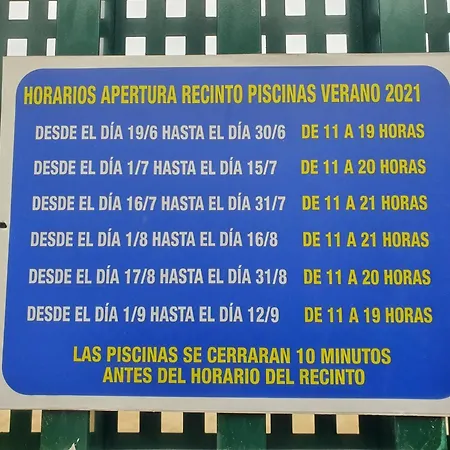 HORARIOS APERTURA RECINTO PISCINAS VERANO 2021
DESDE EL DÍA 19/6 HASTA EL DÍA 30/6 DE 11 A 19 HORAS
DESDE EL DÍA 1/7 HASTA EL DÍA 15/7 DE 11 A 20 HORAS
DESDE EL DÍA 16/7 HASTA EL DÍA 31/7 DE 11 A 21 HORAS
DESDE EL DÍA 1/8 HASTA EL DÍA 16/8 DE 11 A 21 HORAS
DESDE EL DÍA 17/8 HASTA EL DÍA 31/8 DE 11 A 20 HORAS
DESDE EL DÍA 1/9 HASTA EL DÍA 12/9 DE 11 A 19 HORAS
LAS PISCINAS SE CERRARAN 10 MINUTOS
ANTES DEL HORARIO DEL RECINTO